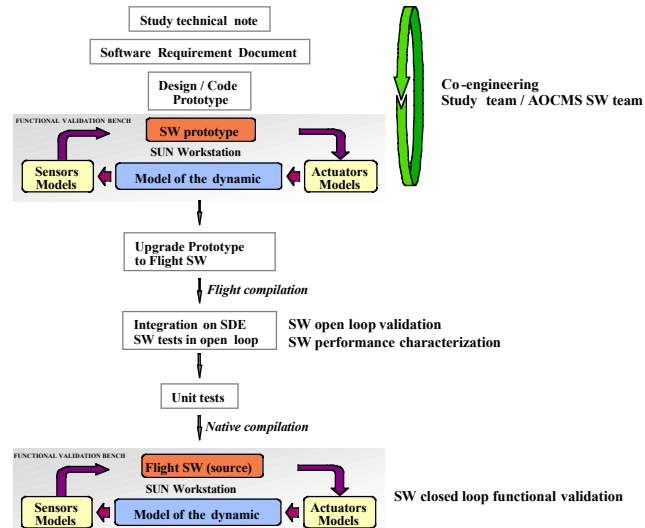 Study technical note
Software Requirement Document
Design / Code
Prototype
Co-engineering
Study team / AOCMS SW team
FUNCTIONAL VALIDATION BENCH
SW prototype
SUN Workstation
Sensors
Models
Model of the dynamic
Actuators
Models
Upgrade Prototype
to Flight SW
Flight compilation
Integration on SDE
SW tests in open loop
SW open loop validation
SW performance characterization
Unit tests
Native compilation
FUNCTIONAL VALIDATION BENCH
Flight SW (source)
SUN Workstation
Sensors
Models
Model of the dynamic
Actuators
Models
SW closed loop functional validation